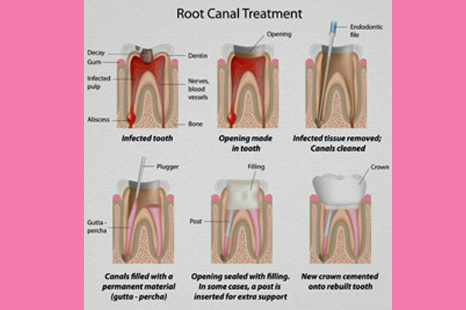 Root Canal Treatment
Decay
Gum
Infected
pulp
Abscess
Dentin
Nerves,
blood
vessels
Bone
Infected tooth
Opening
Opening made
in tooth
Endodontic
file
Infected tissue removed;
Canals cleaned
Plugger
Gutta -
percha
Canals filled with a
permanent material
(gutta - percha)
Filling
Post
Opening sealed with filling.
In some cases, a post is
inserted for extra support
Crown
New crown cemented
onto rebuilt tooth